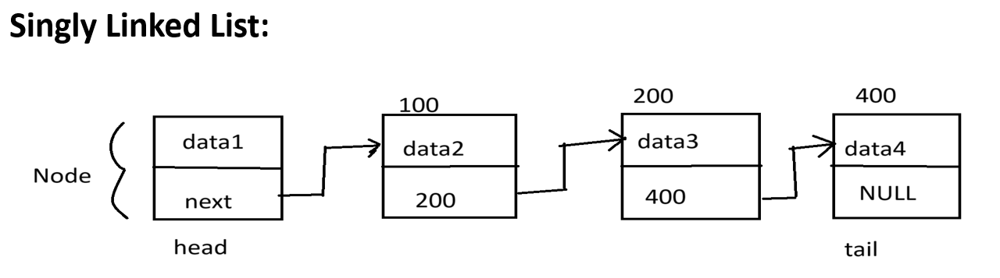 Singly Linked List:
100
200
400
data1
data2
data3
data4
Node
next
200
400
NULL
head
tail